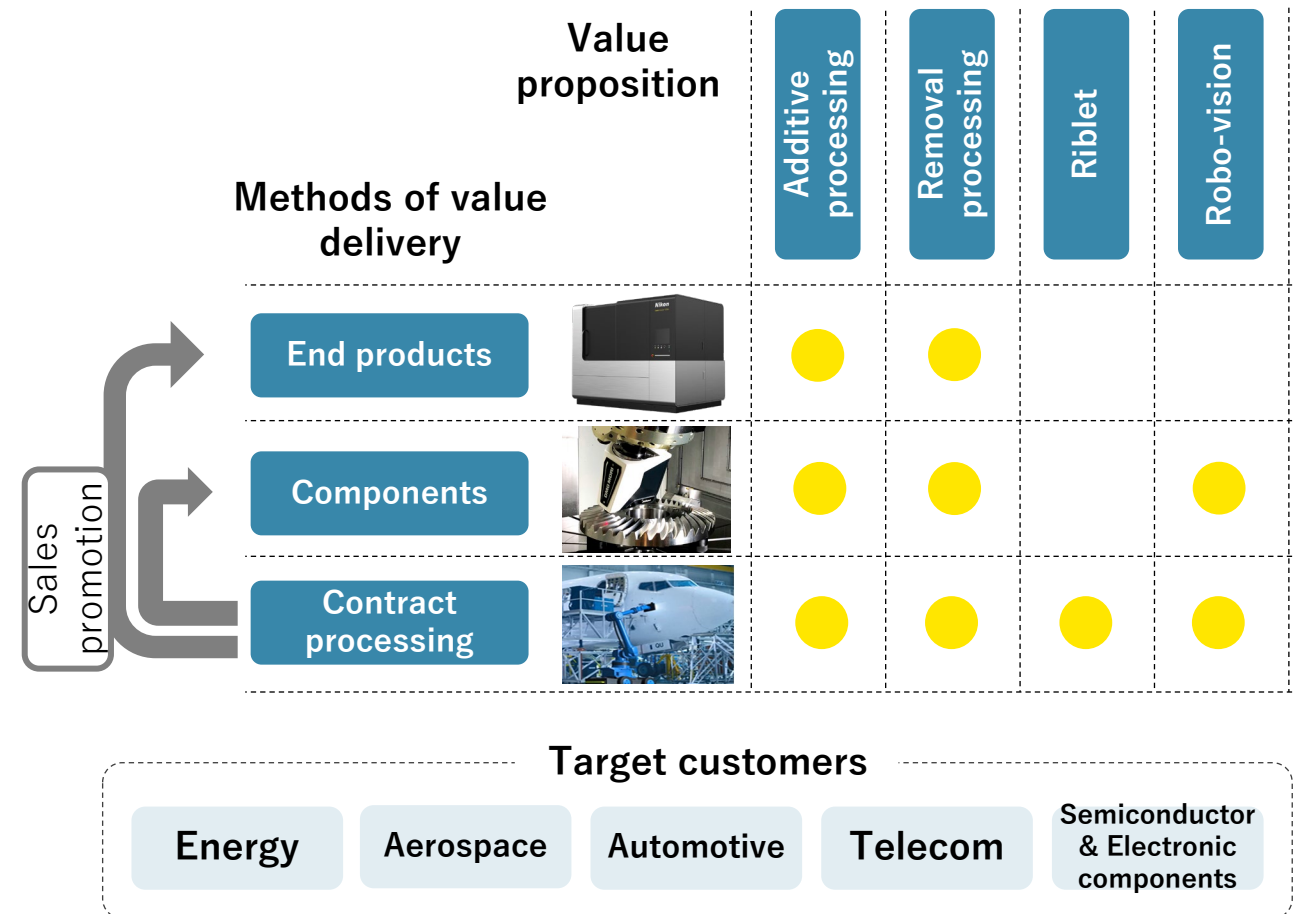 Value
proposition
Additive
processing
Removal
processing
Riblet
Robo-vision
Methods of value
delivery
End products
Nikon
Components
Contract
processing
Sales
promotion
Target customers
Energy
Aerospace
Automotive
Telecom
Semiconductor
& Electronic
components